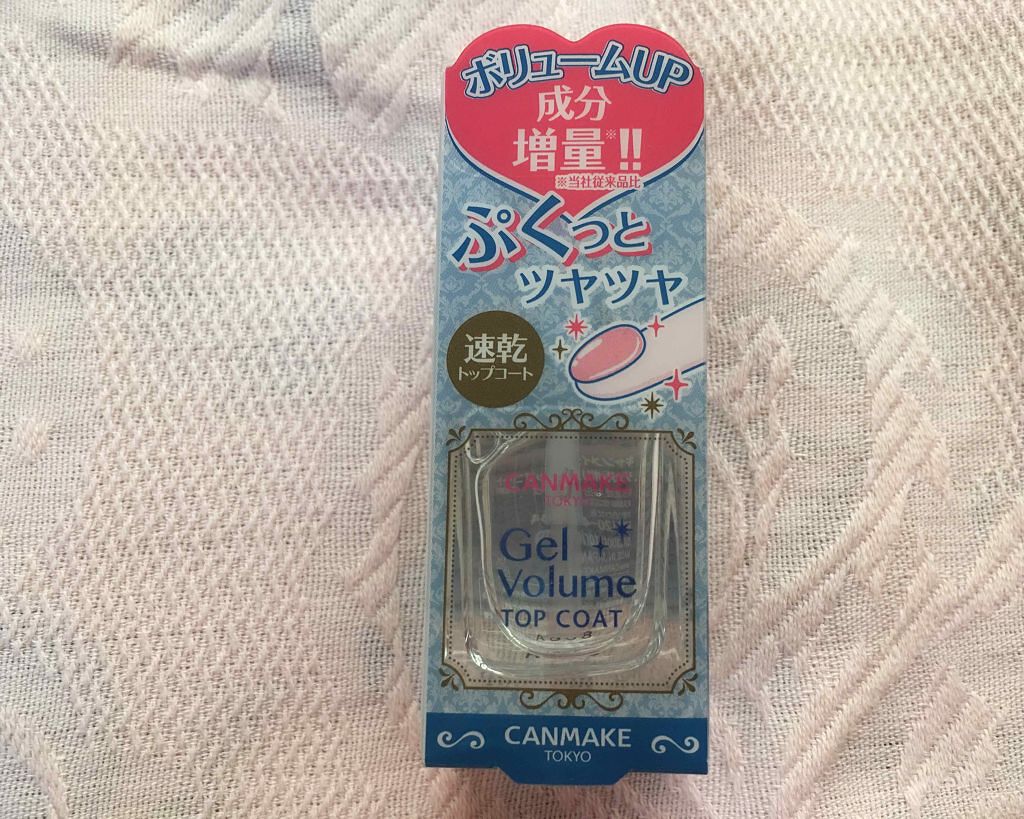 ボリュームUP
成分
増量※!!
※当社従来品比
ぷくっと
ツヤツヤ
速乾
トップコート
CANMAKE
TOKYO
Gel
Volume
TOP COAT
CANMAKE
TOKYO